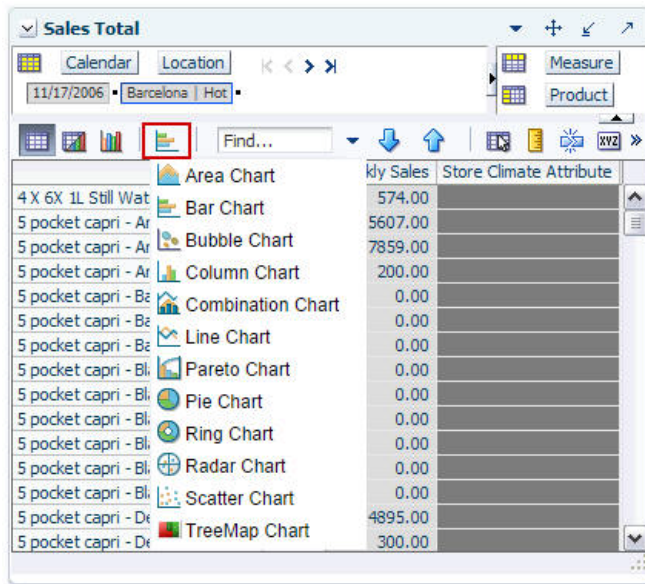 Sales Total
Calendar Location Measure
11/17/2006 Barcelona | Hot Product
Find... XYZ
kly Sales Store Climate Attribute
4 X 6X 1L Still Wat 574.00
5 pocket capri - Ar 5607.00
5 pocket capri - Ar 7859.00
5 pocket capri - Ar 200.00
5 pocket capri - Ba 0.00
5 pocket capri - Ba 0.00
5 pocket capri - Ba 0.00
5 pocket capri - Bl 0.00
5 pocket capri - Bl 0.00
5 pocket capri - Bl 0.00
5 pocket capri - Bl 0.00
5 pocket capri - Bl 0.00
5 pocket capri - Bl 0.00
5 pocket capri - De 4895.00
5 pocket capri - De 300.00
Area Chart
Bar Chart
Bubble Chart
Column Chart
Combination Chart
Line Chart
Pareto Chart
Pie Chart
Ring Chart
Radar Chart
Scatter Chart
TreeMap Chart